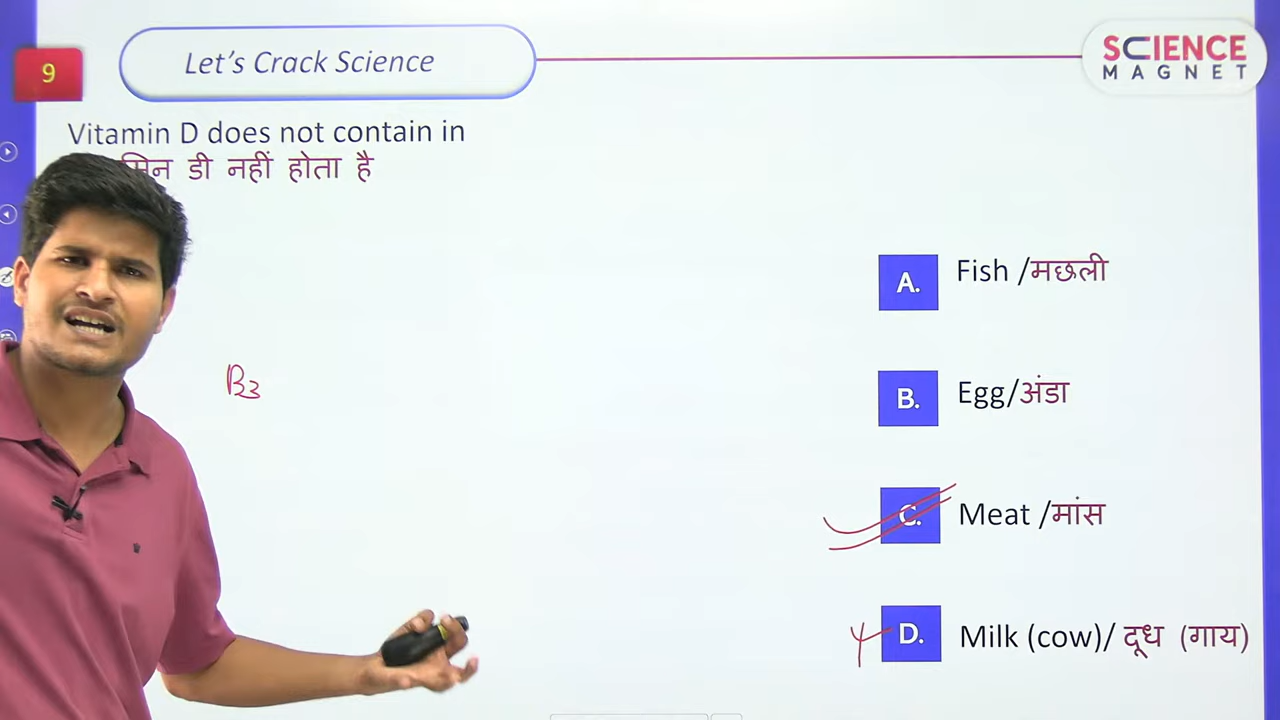 9
Let's Crack Science
SCIENCE
MAGNET
Vitamin D does not contain in
डी नहीं होता है
A. Fish /मछली
B3
B. Egg/अंडा
C. Meat /मांस
D. Milk (cow)/ दूध (गाय)